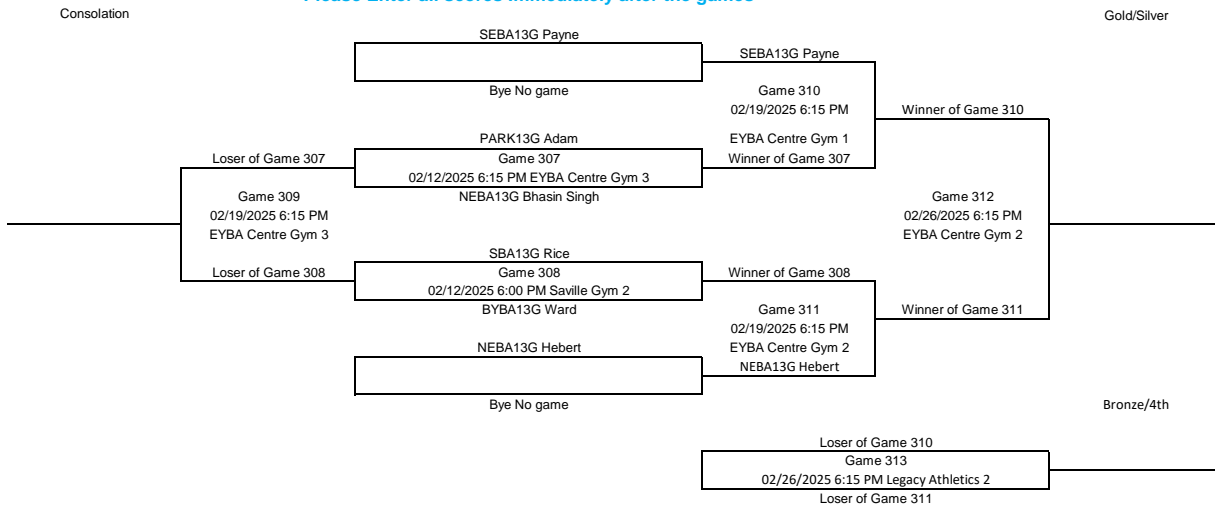 Please Enter all scores immediately after the games
Consolation
Gold/Silver
SEBA13G Payne
SEBA13G Payne
Bye No game
Game 310
02/19/2025 6:15 PM
Winner of Game 310
PARK13G Adam
EYBA Centre Gym 1
Loser of Game 307
Game 307
Winner of Game 307
02/12/2025 6:15 PM EYBA Centre Gym 3
Game 309
NEBA13G Bhasin Singh
Game 312
02/19/2025 6:15 PM
02/26/2025 6:15 PM
EYBA Centre Gym 3
EYBA Centre Gym 2
SBA13G Rice
Loser of Game 308
Game 308
Winner of Game 308
02/12/2025 6:00 PM Saville Gym 2
BYBA13G Ward
Game 311
Winner of Game 311
02/19/2025 6:15 PM
NEBA13G Hebert
EYBA Centre Gym 2
NEBA13G Hebert
Bye No game
Bronze/4th
Loser of Game 310
Game 313
02/26/2025 6:15 PM Legacy Athletics 2
Loser of Game 311